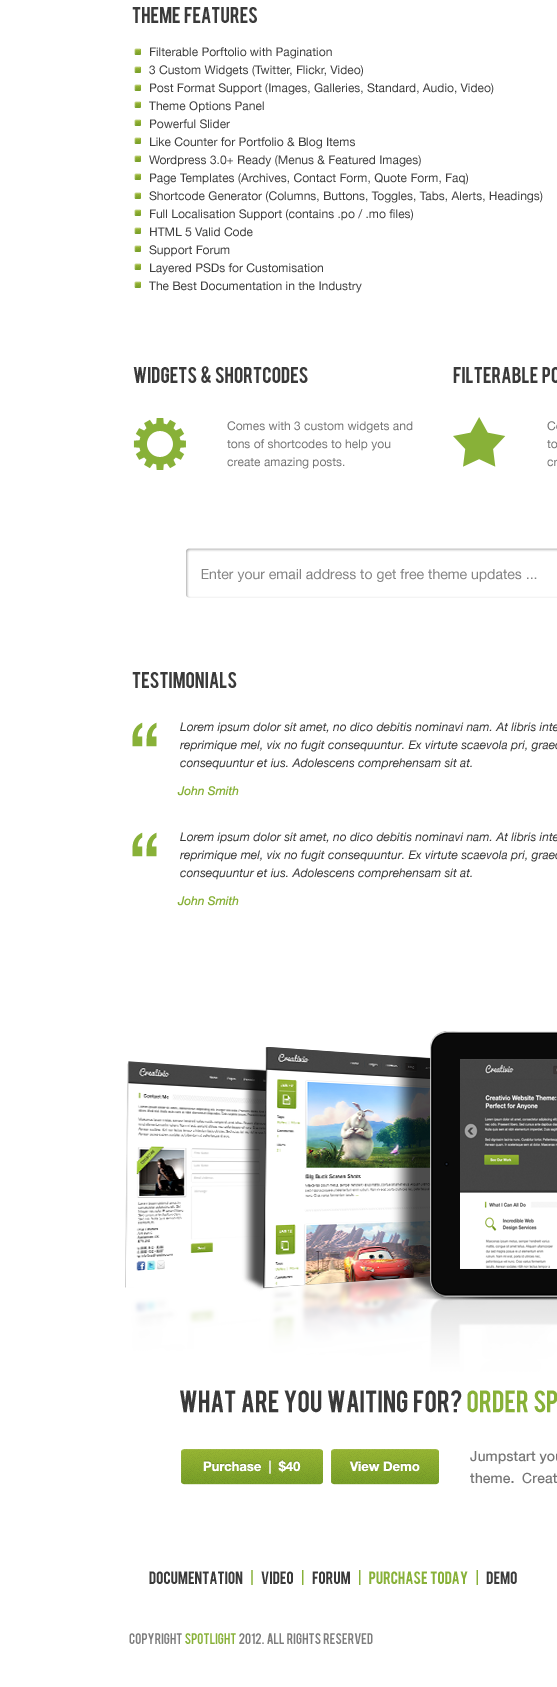 THEME FEATURES
Filterable Porftolio with Pagination
3 Custom Widgets (Twitter, Flickr, Video)
Post Format Support (Images, Galleries, Standard, Audio, Video)
Theme Options Panel
Powerful Slider
Like Counter for Portfolio & Blog Items
Wordpress 3.0+ Ready (Menus & Featured Images)
Page Templates (Archives, Contact Form, Quote Form, Faq)
Shortcode Generator (Columns, Buttons, Toggles, Tabs, Alerts, Headings)
Full Localisation Support (contains .po / .mo files)
HTML 5 Valid Code
Support Forum
Layered PSDs for Customisation
The Best Documentation in the Industry
WIDGETS & SHORTCODES
Comes with 3 custom widgets and
tons of shortcodes to help you
create amazing posts.
FILTERABLE PO
Co
to
cr
Enter your email address to get free theme updates ...
TESTIMONIALS
Lorem ipsum dolor sit amet, no dico debitis nominavi nam. At libris inte
reprimique mel, vix no fugit consequuntur. Ex virtute scaevola pri, graec
consequuntur et ius. Adolescens comprehensam sit at.
John Smith
Lorem ipsum dolor sit amet, no dico debitis nominavi nam. At libris inte
reprimique mel, vix no fugit consequuntur. Ex virtute scaevola pri, graec
consequuntur et ius. Adolescens comprehensam sit at.
John Smith
Creativio
Contact Me
Creativio
Big Buck Screen Shots
Creativio
Creativio Website Theme:
Perfect for Anyone
What I Can All Do
Incredible Web
Design Services
WHAT ARE YOU WAITING FOR? ORDER SP
Purchase | $40
View Demo
Jumpstart you
theme. Creat
DOCUMENTATION | VIDEO | FORUM | PURCHASE TODAY | DEMO
COPYRIGHT SPOTLIGHT 2012. ALL RIGHTS RESERVED